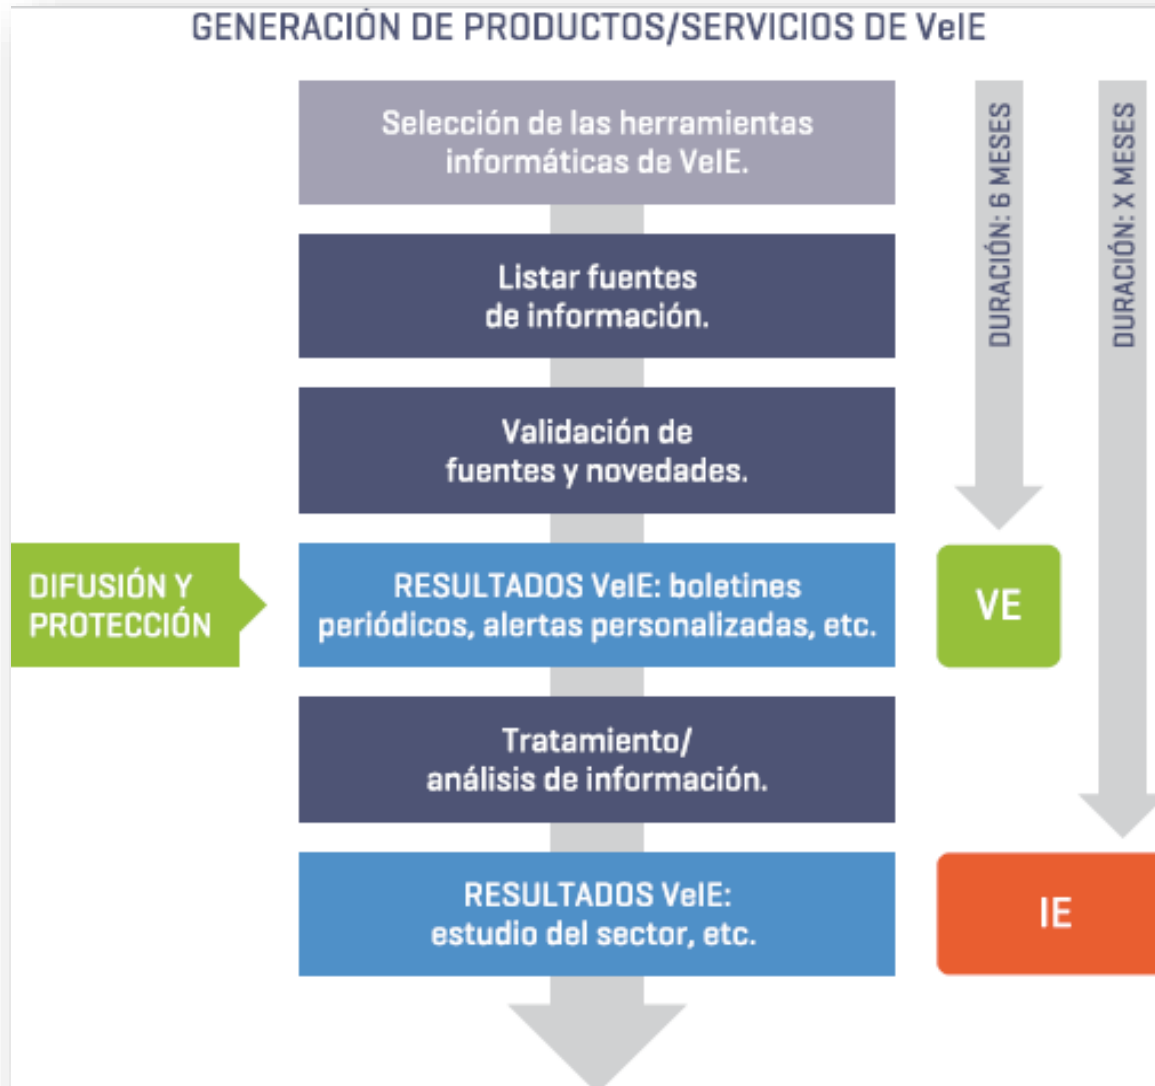 GENERACIÓN DE PRODUCTOS/SERVICIOS DE VeIE
Selección de las herramientas
informáticas de VeIE.
DURACIÓN: 6 MESES
DURACIÓN: X MESES
Listar fuentes
de información.
Validación de
fuentes y novedades.
DIFUSIÓN Y
PROTECCIÓN
RESULTADOS VeIE: boletines
periódicos, alertas personalizadas, etc.
VE
Tratamiento/
análisis de información.
RESULTADOS VeIE:
estudio del sector, etc.
IE